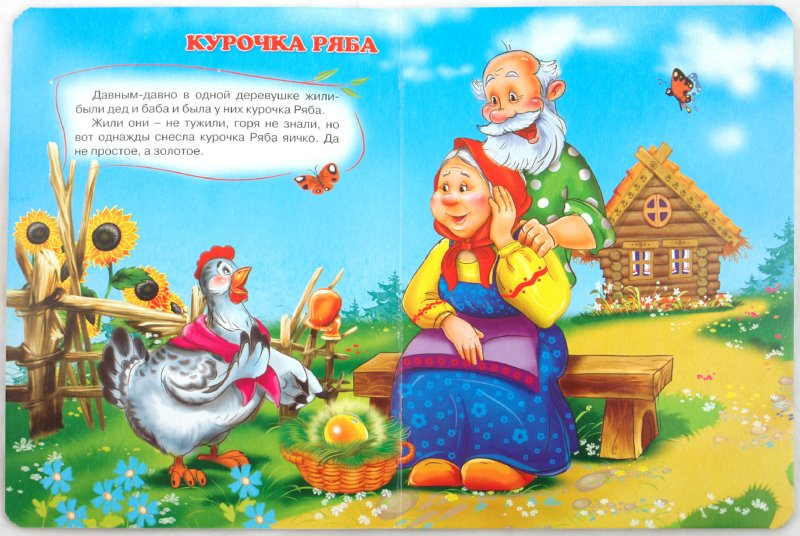 КУРОЧКА РЯБА
Давным-давно в одной деревушке жили-
были дед и баба и была у них курочка Ряба.
Жили они – не тужили, горя не знали, но
вот однажды снесла курочка Ряба яичко. Да
не простое, а золотое.